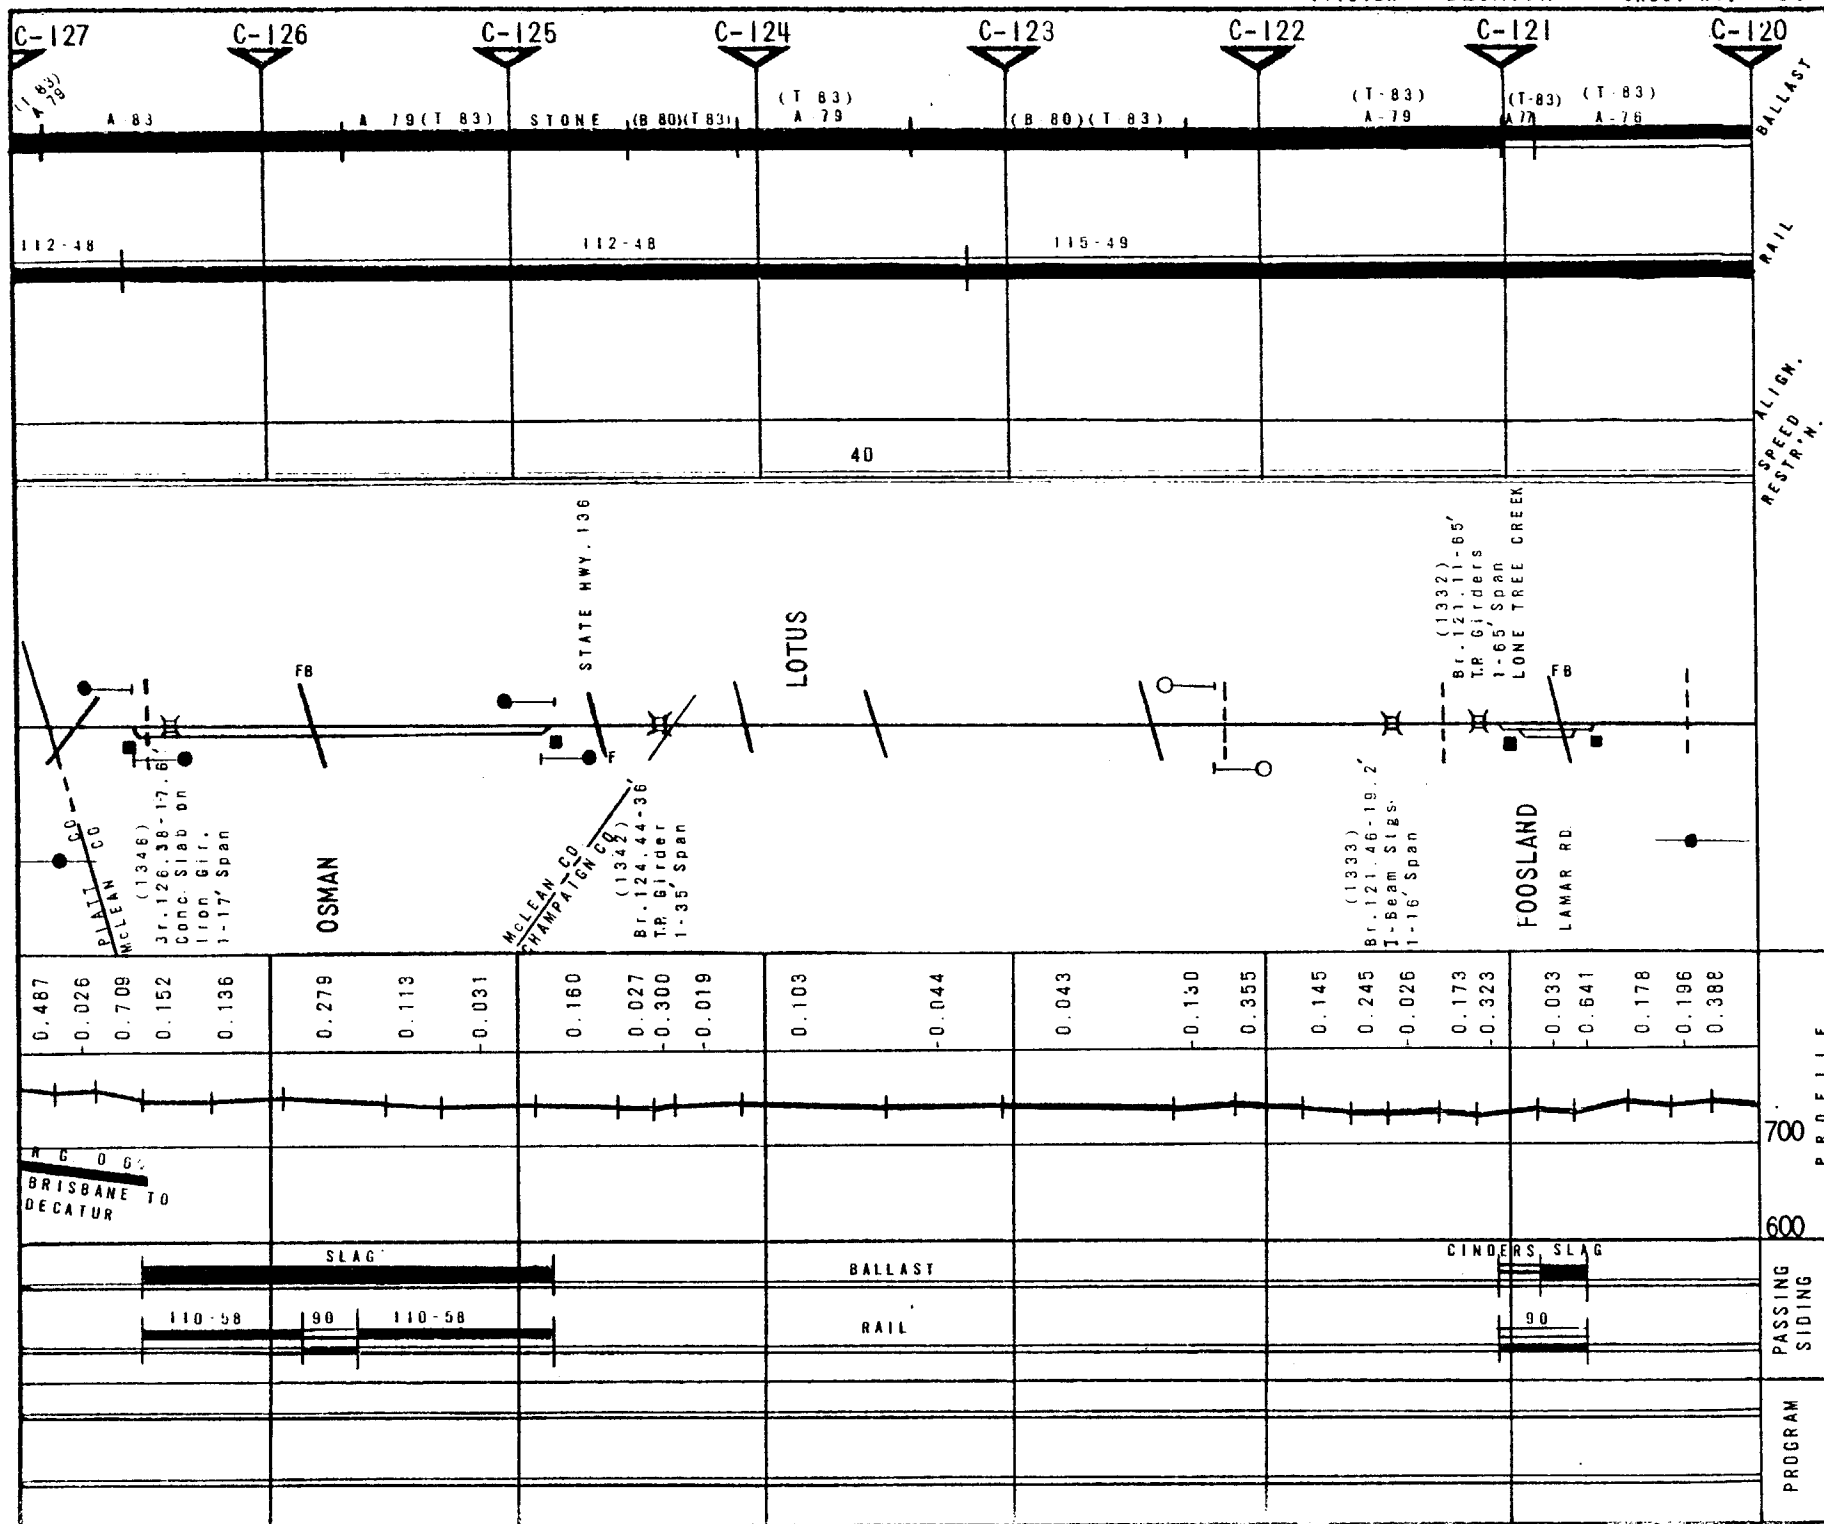 C-127 C-126 C-125 C-124 C-123 C-122 C-121 C-120
A 79
A 83
A 79(T 83)
STONE
(B 80)(T 83)
(T 83)
A 79
(B 80)(T 83)
(T-83)
A-79
(T-83)
A 77
(T 83)
A-76
BALLAST
112-48
112-48
115-49
RAIL
ALIGN.
40
SPEED
RESTR'N.
FB
STATE HWY. 136
F
LOTUS
(1332)
Br. 121.11-65'
T.P. Girders
1-65' Span
LONE TREE CREEK
FB
PIATT CO
McLEAN CO
(1346)
Br. 126.38-17.6'
Conc. Slab on
Iron Gir.
1-17' Span
OSMAN
McLEAN CO.
CHAMPAIGN CO
(1342)
Br. 124.44-36'
T.P. Girder
1-35' Span
(1333)
Br. 121.46-19.2'
I-Beam Stgs.
1-16' Span
FOOSLAND
LAMAR RD.
0.487 -0.026 0.709 0.152 -0.136 0.279 0.113 -0.031 0.160 0.027 -0.300 -0.019 0.103 -0.044 0.043 -0.130 0.355 0.145 0.245 -0.026 0.173 -0.323 -0.033 -0.641 0.178 -0.196 0.388
PROFILE
700
BRISBANE TO
DECATUR
600
SLAG
BALLAST
CINDERS SLAG
110-58 90 110-58
RAIL
90
PASSING
SIDING
PROGRAM